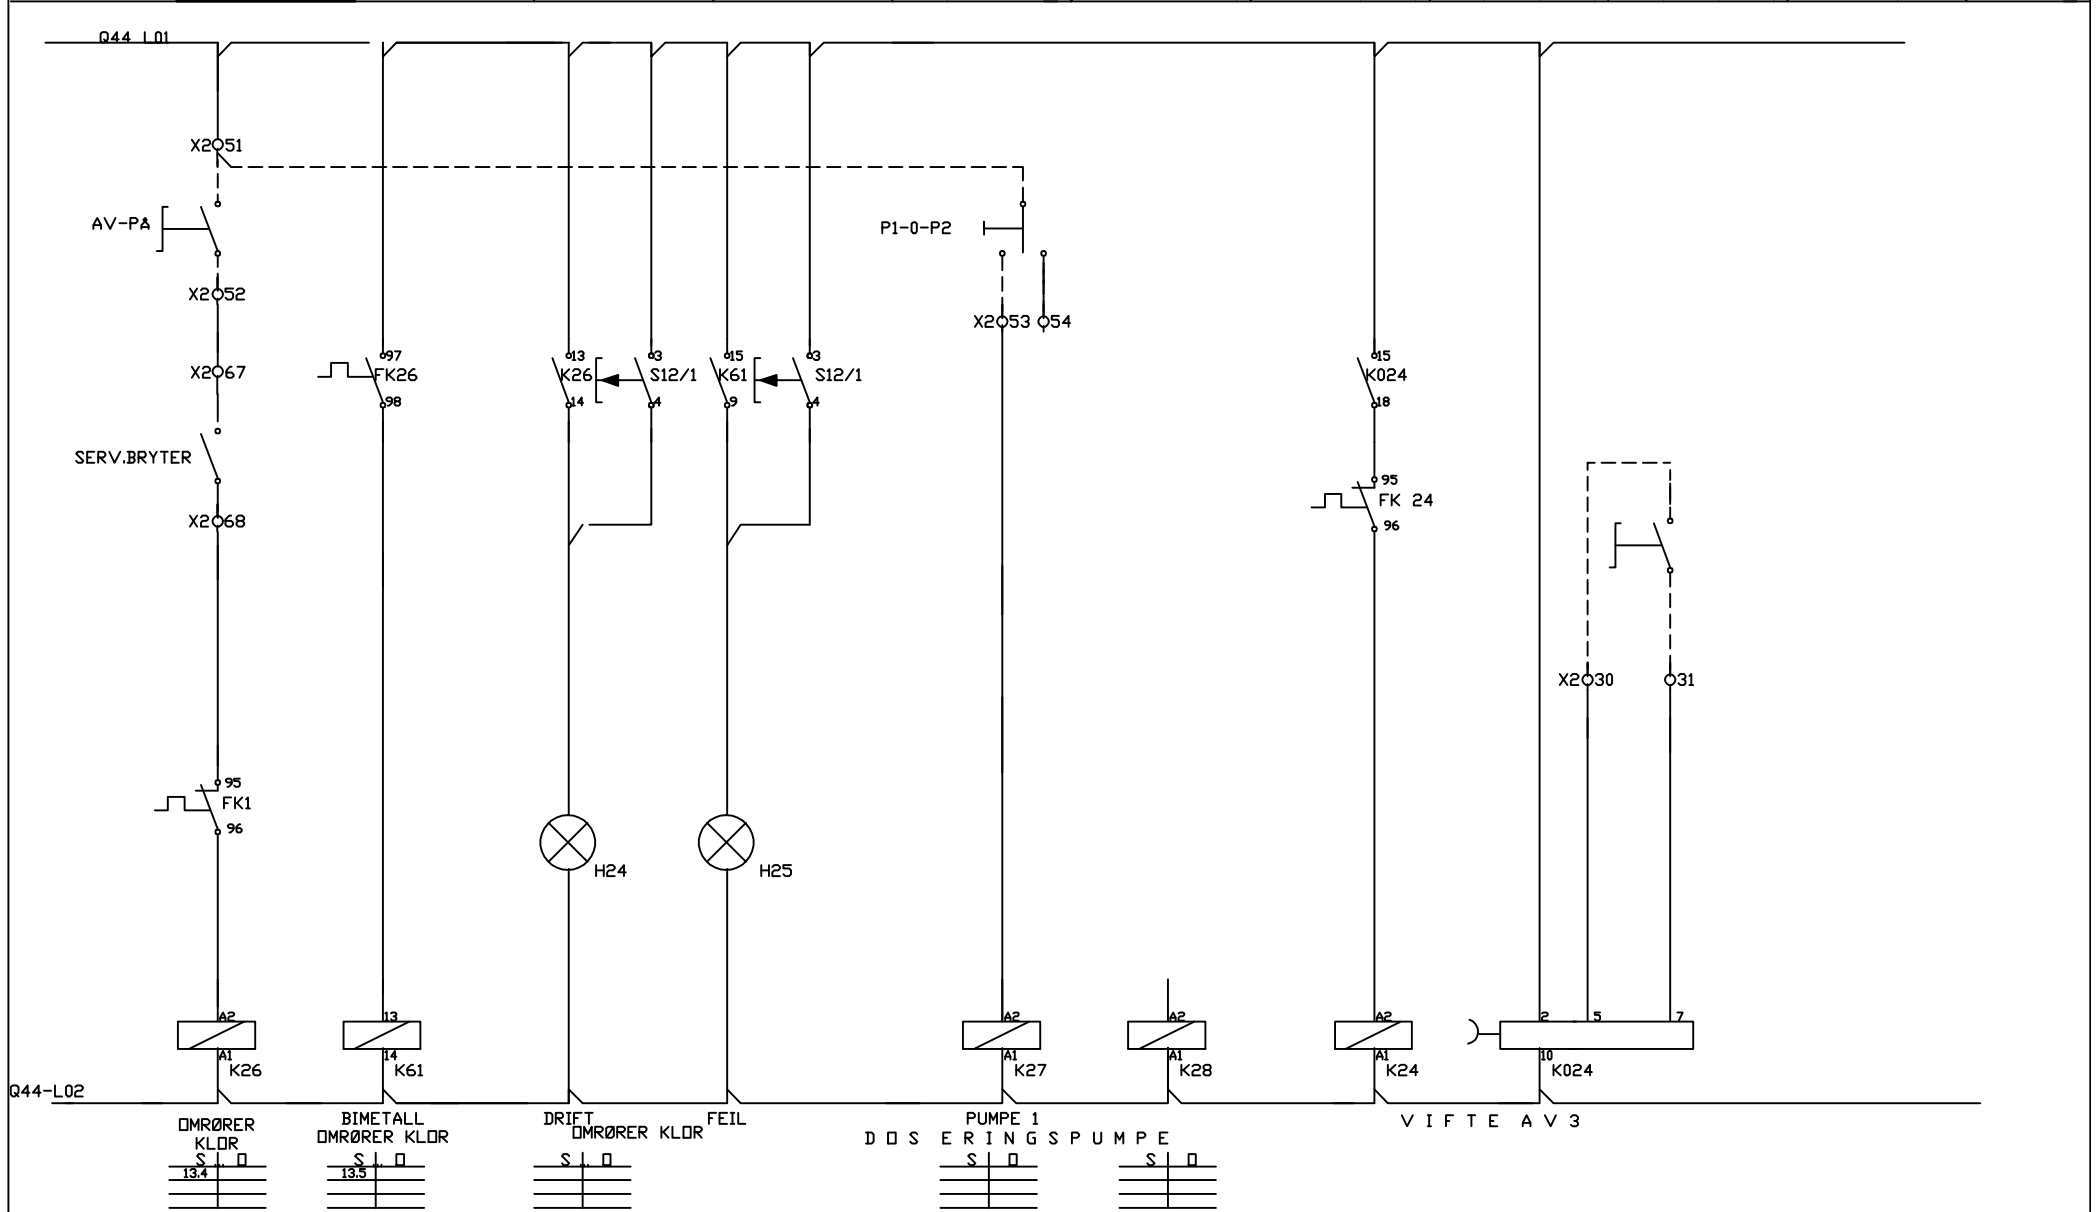 Q44 L01
X2 51
AV-PÅ
P1-0-P2
X2 52
X2 53 54
97 13 3 15 3 15
X2 67 FK26 K26 S12/1 K61 S12/1 K024
98 14 4 9 4 18
SERV.BRYTER
95
FK 24
96
X2 68
X2 30 31
95
FK1
96
H24 H25
A2 13 A2 A2 A2 2 5 7
A1 14 A1 A1 A1 10
K26 K61 K27 K28 K24 K024
Q44-L02
OMRØRER
KLOR
BIMETALL
OMRØRER KLOR
DRIFT FEIL
OMRØRER KLOR
PUMPE 1
DOSERINGSPUMPE
VIFTE AV3
S O S O S O S O S O
13.4 13.5